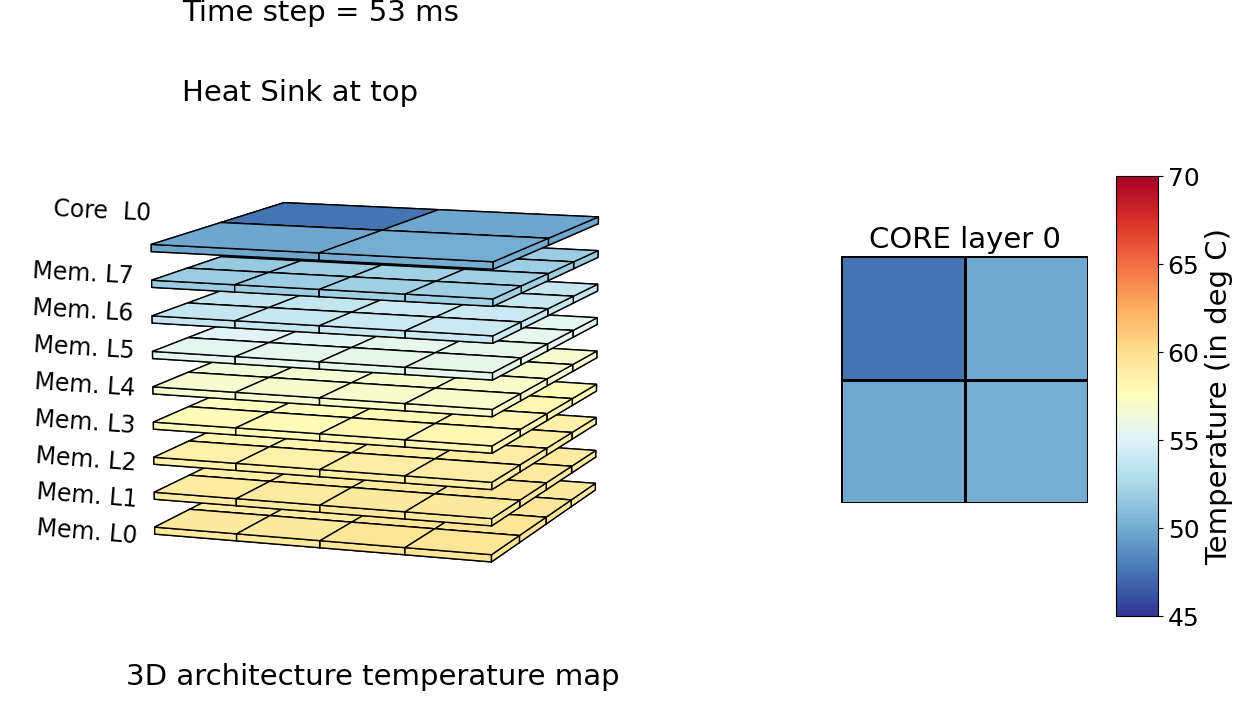 Time step = 53 ms
Heat Sink at top
Core L0
Mem. L7
Mem. L6
Mem. L5
Mem. L4
Mem. L3
Mem. L2
Mem. L1
Mem. L0
3D architecture temperature map
CORE layer 0
70
65
60
55
50
45
Temperature (in deg C)